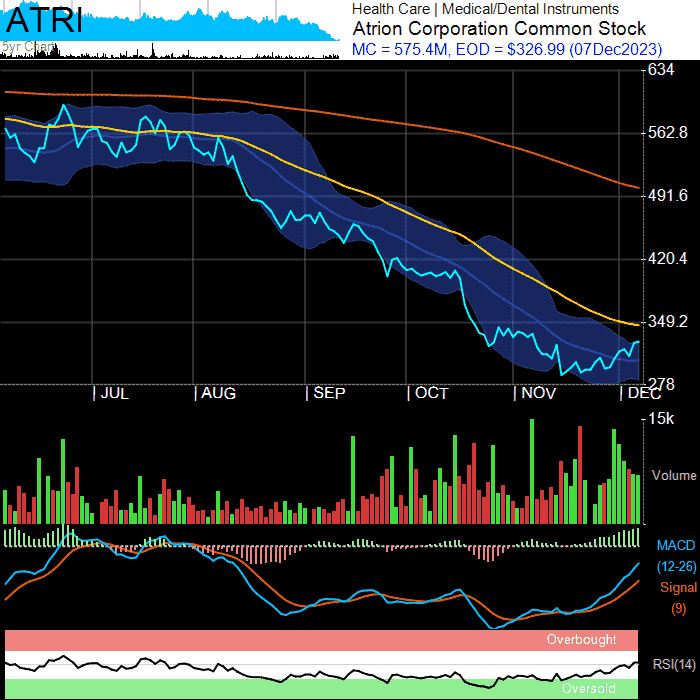 ATRI
5yr Chart
Health Care | Medical/Dental Instruments
Atrion Corporation Common Stock
MC = 575.4M, EOD = $326.99 (07Dec2023)
634
562.8
491.6
420.4
349.2
278
| JUL | AUG | SEP | OCT | NOV | DEC
15k
Volume
MACD
(12-26)
Signal
(9)
Overbought
RSI(14)
Oversold